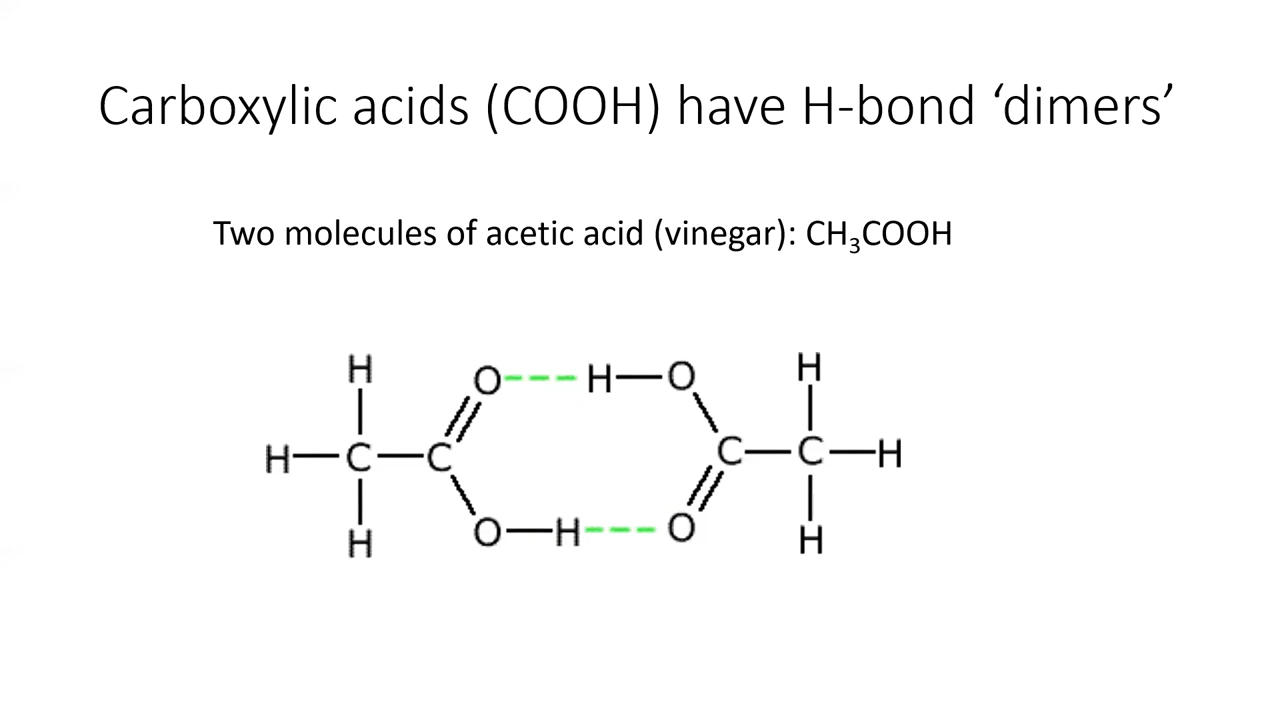 Carboxylic acids (COOH) have H-bond ‘dimers’
Two molecules of acetic acid (vinegar): CH₃COOH
H O H O H
H C C C C H
H O H O H